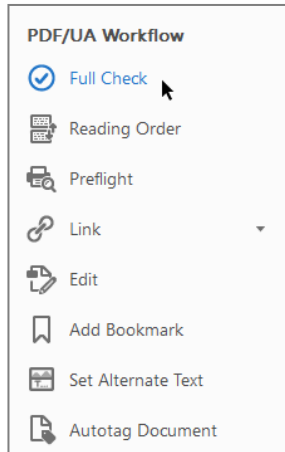 PDF/UA Workflow
Full Check
Reading Order
Preflight
Link
Edit
Add Bookmark
Set Alternate Text
Autotag Document